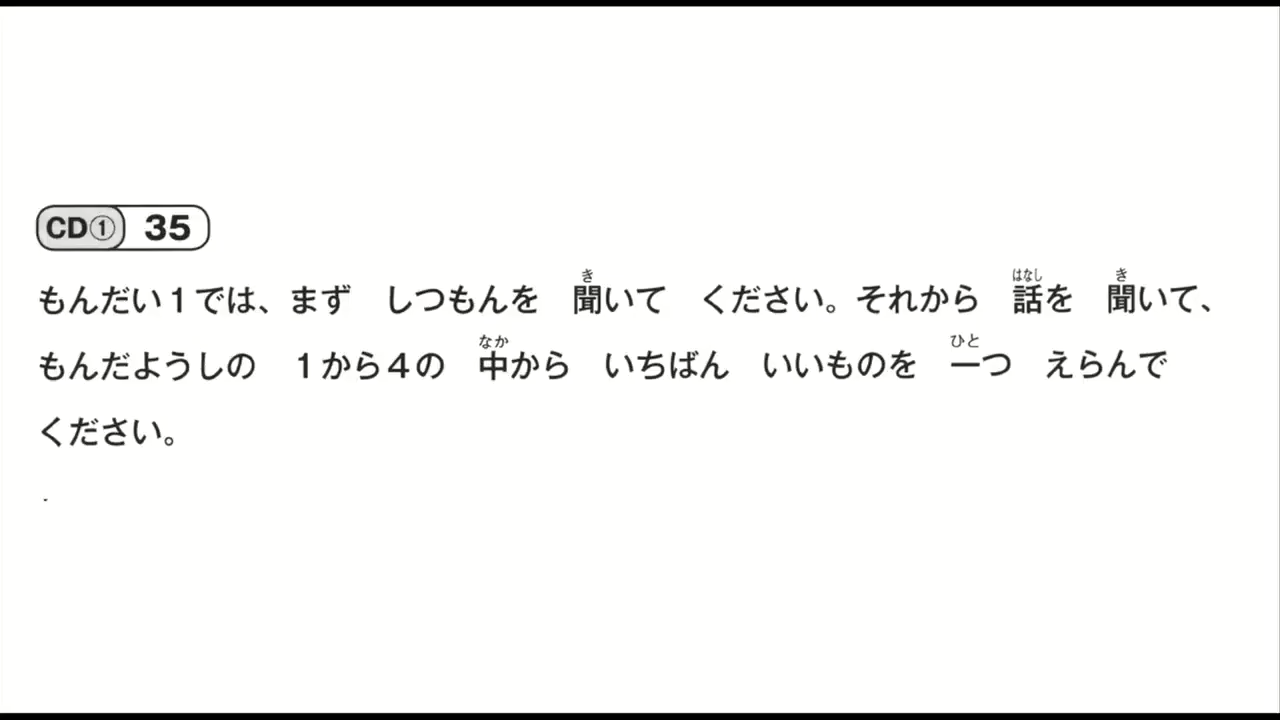 CD① 35
もんだい1では、まず　しつもんを　聞いて　ください。それから　話を　聞いて、
もんだようしの　1から4の　中から　いちばん　いいものを　一つ　えらんで
ください。